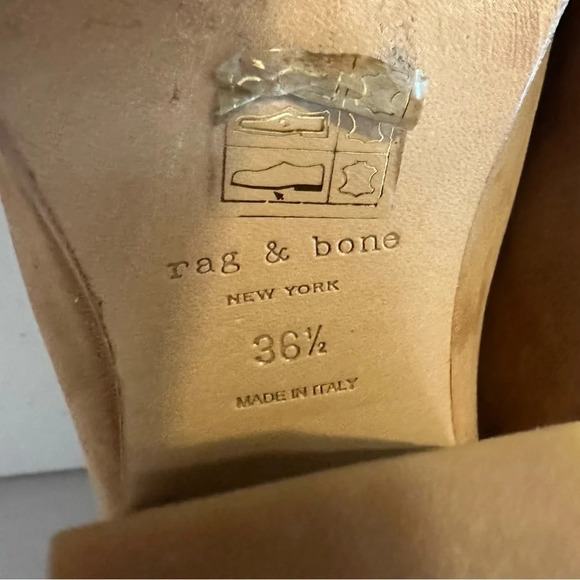 rag & bone
NEW YORK
36½
MADE IN ITALY